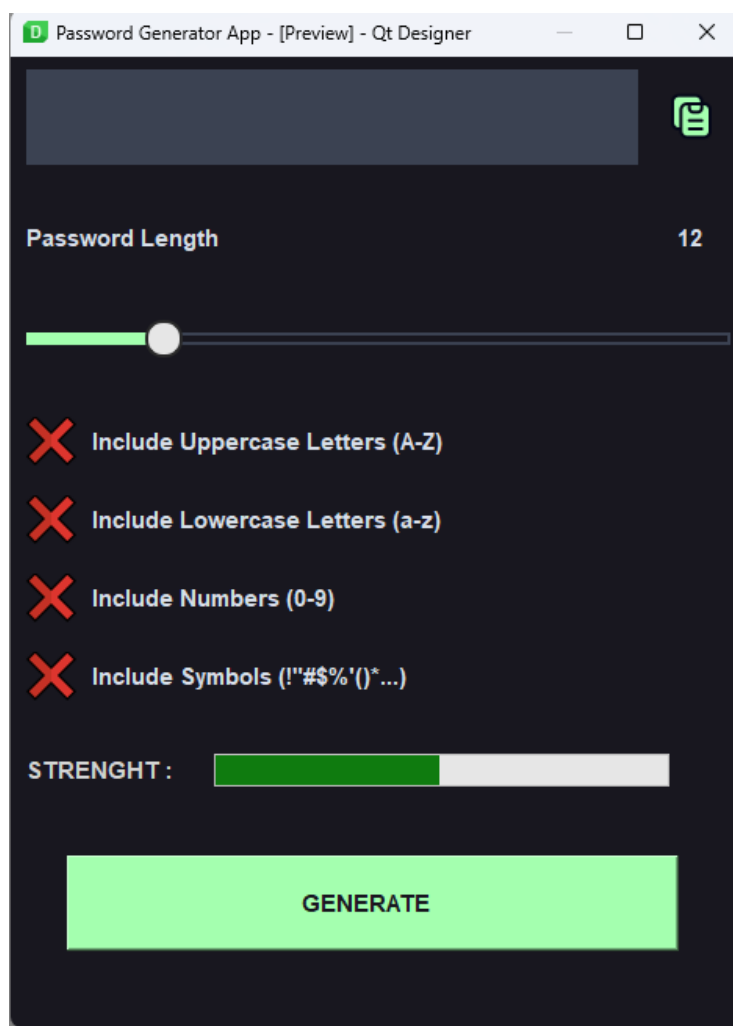 Password Generator App - [Preview] - Qt Designer
Password Length 12
Include Uppercase Letters (A-Z)
Include Lowercase Letters (a-z)
Include Numbers (0-9)
Include Symbols (!"#$%'()*...)
STRENGHT :
GENERATE